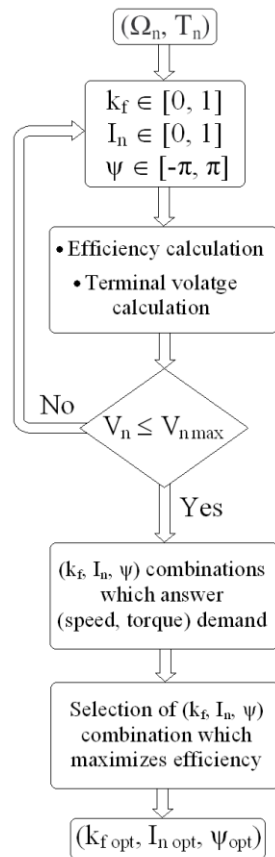 (Ωn, Tn)
kf ∈ [0, 1]
In ∈ [0, 1]
ψ ∈ [-π, π]
• Efficiency calculation
• Terminal volatge
calculation
No
Vn ≤ Vn max
Yes
(kf, In, ψ) combinations
which answer
(speed, torque) demand
Selection of (kf, In, ψ)
combination which
maximizes efficiency
(kf opt, In opt, ψopt)